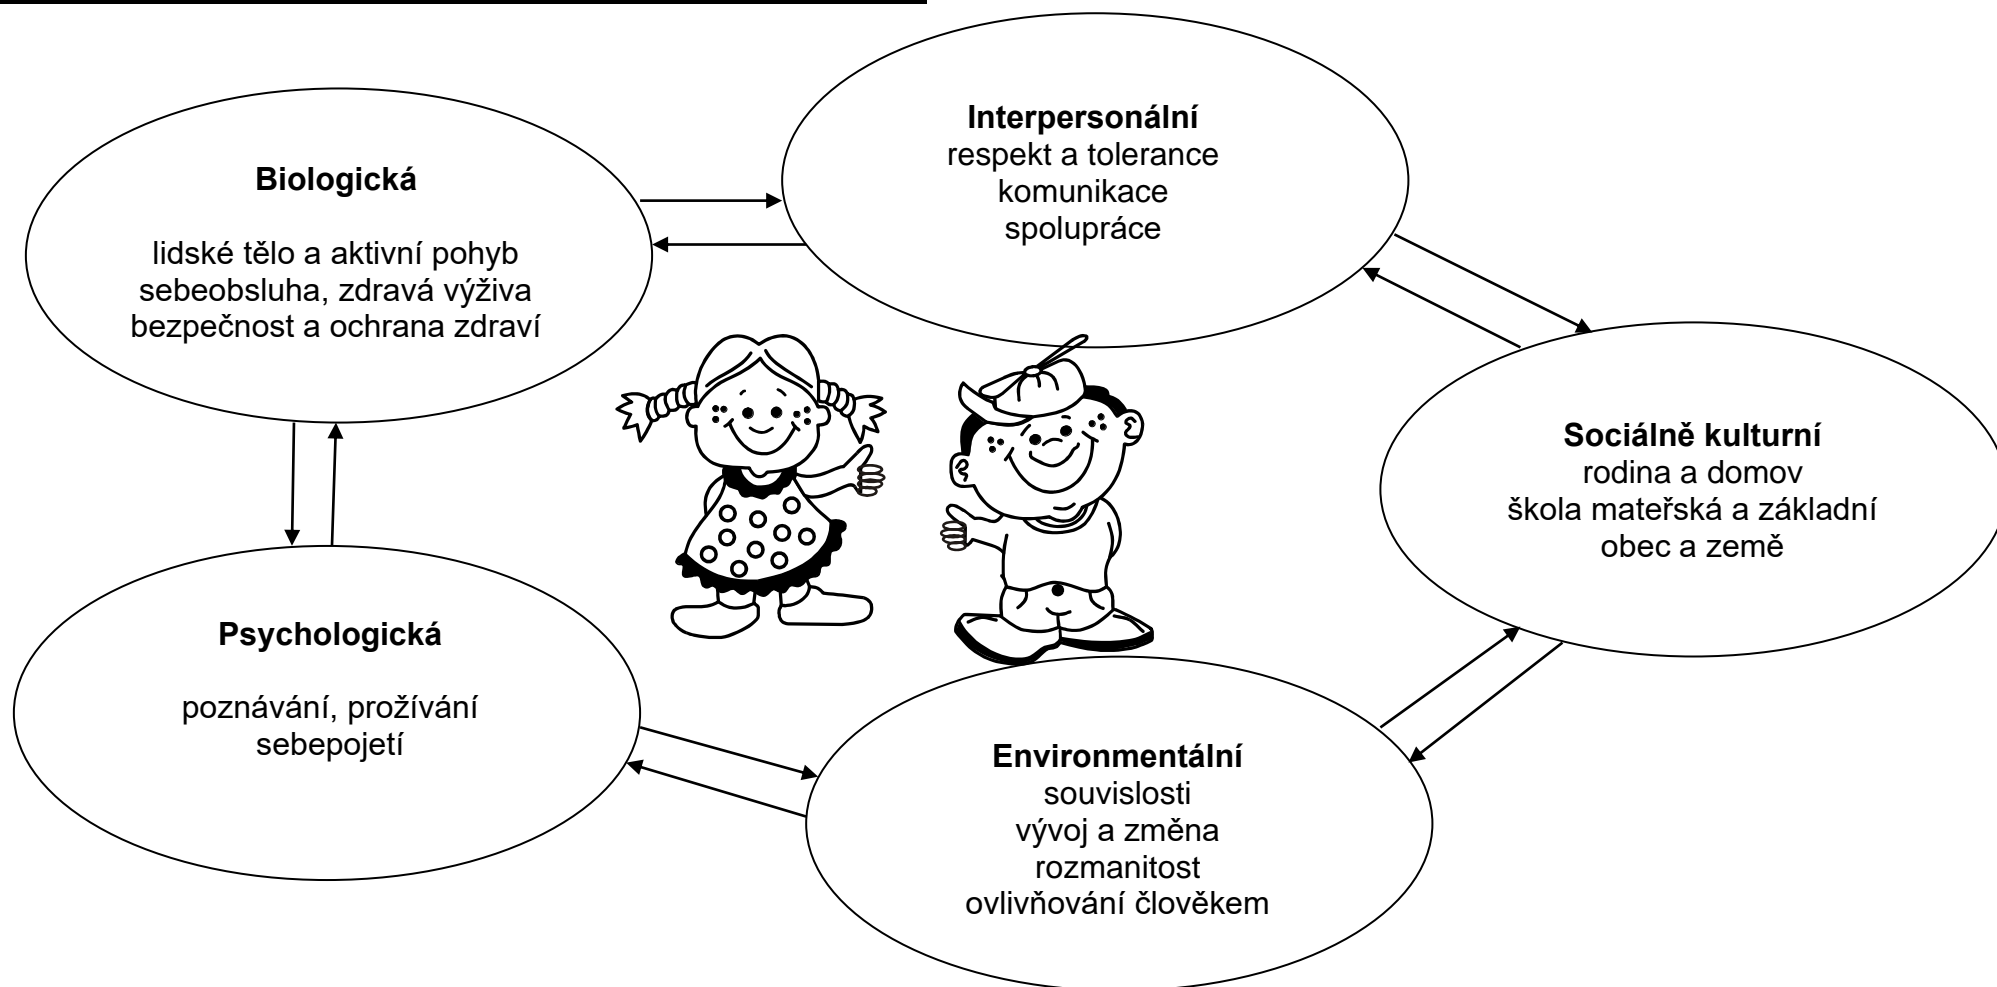 Interpersonální
respekt a tolerance
komunikace
spolupráce
Biologická
lidské tělo a aktivní pohyb
sebeobsluha, zdravá výživa
bezpečnost a ochrana zdraví
Sociálně kulturní
rodina a domov
škola mateřská a základní
obec a země
Psychologická
poznávání, prožívání
sebepojetí
Environmentální
souvislosti
vývoj a změna
rozmanitost
ovlivňování člověkem